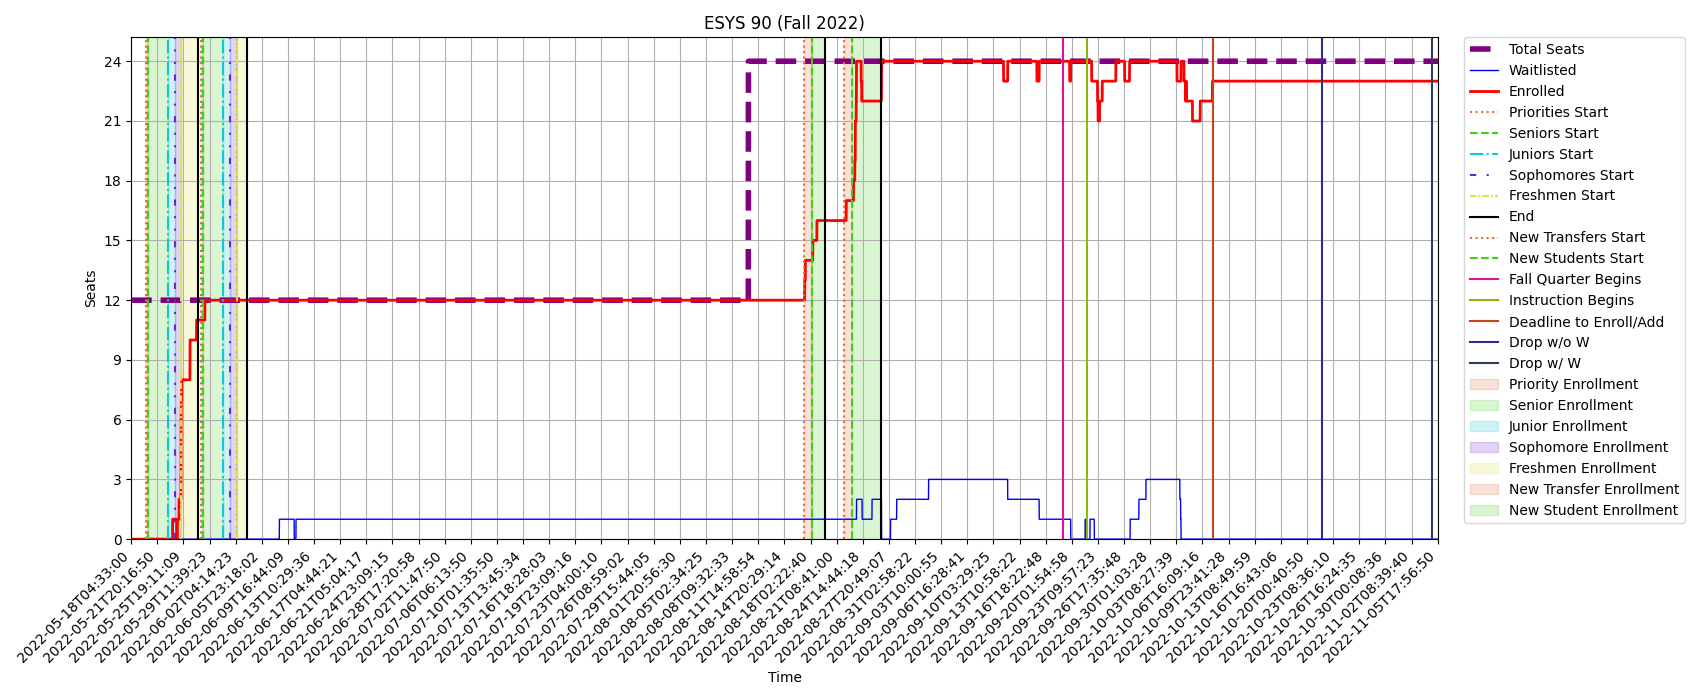 ESYS 90 (Fall 2022)
Seats
24
21
18
15
12
9
6
3
0
2022-05-18T04:33:00
2022-05-21T20:16:50
2022-05-25T19:11:09
2022-05-29T11:39:23
2022-06-02T04:14:23
2022-06-05T23:18:02
2022-06-09T16:44:09
2022-06-13T10:29:36
2022-06-17T04:44:21
2022-06-21T05:04:17
2022-06-24T23:09:15
2022-06-28T17:20:58
2022-07-02T11:47:50
2022-07-06T06:13:50
2022-07-10T01:35:50
2022-07-13T13:45:34
2022-07-16T18:28:03
2022-07-19T23:09:16
2022-07-23T04:00:10
2022-07-26T08:59:02
2022-07-29T15:44:05
2022-08-01T20:56:30
2022-08-05T02:34:25
2022-08-08T09:32:33
2022-08-11T14:58:54
2022-08-14T20:29:14
2022-08-18T02:22:40
2022-08-21T08:41:00
2022-08-24T14:44:18
2022-08-27T20:49:07
2022-08-31T02:58:22
2022-09-03T10:00:55
2022-09-06T16:28:41
2022-09-10T03:29:25
2022-09-13T10:58:22
2022-09-16T18:22:48
2022-09-20T01:54:58
2022-09-23T09:57:23
2022-09-26T17:35:48
2022-09-30T01:03:28
2022-10-03T08:27:39
2022-10-06T16:09:16
2022-10-09T23:41:28
2022-10-13T08:49:59
2022-10-16T16:43:06
2022-10-20T00:40:50
2022-10-23T08:36:10
2022-10-26T16:24:35
2022-10-30T00:08:36
2022-11-02T08:39:40
2022-11-05T17:56:50
Time
Total Seats
Waitlisted
Enrolled
Priorities Start
Seniors Start
Juniors Start
Sophomores Start
Freshmen Start
End
New Transfers Start
New Students Start
Fall Quarter Begins
Instruction Begins
Deadline to Enroll/Add
Drop w/o W
Drop w/ W
Priority Enrollment
Senior Enrollment
Junior Enrollment
Sophomore Enrollment
Freshmen Enrollment
New Transfer Enrollment
New Student Enrollment